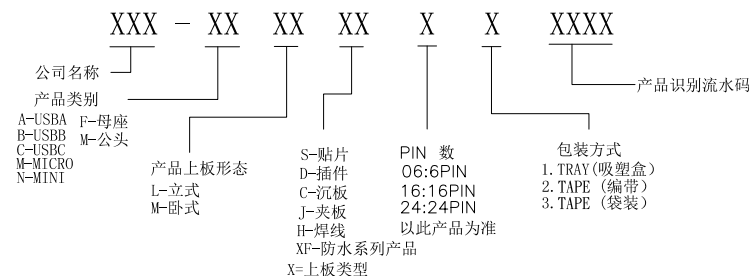 XXX-XX XX XX X X XXXX
公司名称
产品识别流水码
产品类别
A-USBA F-母座
B-USBB M-公头
C-USBC
M-MICRO
N-MINI
产品上板形态
L-立式
M-卧式
S-贴片
D-插件
C-沉板
J-夹板
H-焊线
XF-防水系列产品
X=上板类型
PIN 数
06:6PIN
16:16PIN
24:24PIN
以此产品为准
包装方式
1.TRAY(吸塑盒)
2.TAPE (编带)
3.TAPE (袋装)